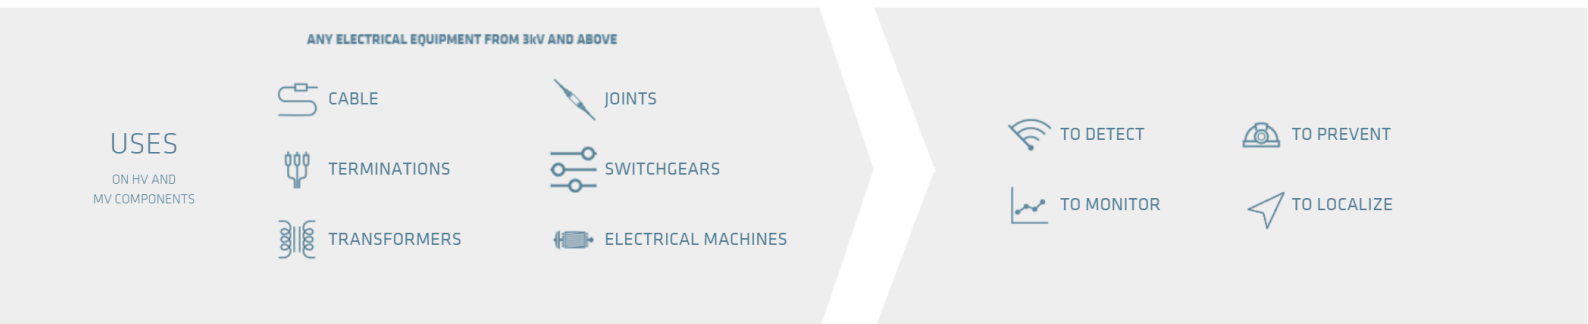 ANY ELECTRICAL EQUIPMENT FROM 3kV AND ABOVE
USES
ON HV AND
MV COMPONENTS
CABLE
JOINTS
TERMINATIONS
SWITCHGEARS
TRANSFORMERS
ELECTRICAL MACHINES
TO DETECT
TO PREVENT
TO MONITOR
TO LOCALIZE